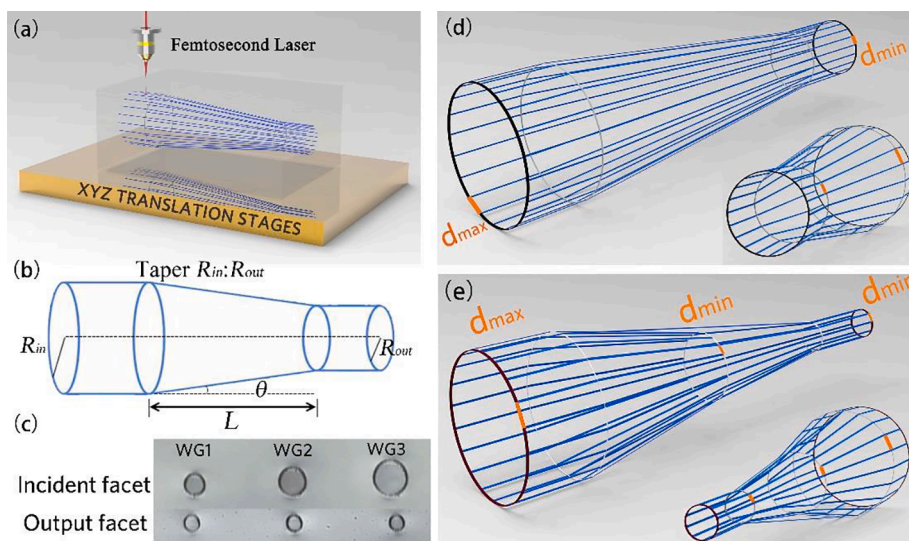 (a)
Femtosecond Laser
XYZ TRANSLATION STAGES
(b)
Taper Rin:Rout
Rin
Rout
θ
L
(c)
WG1 WG2 WG3
Incident facet
Output facet
(d)
dmin
dmax
(e)
dmax
dmin
dmin